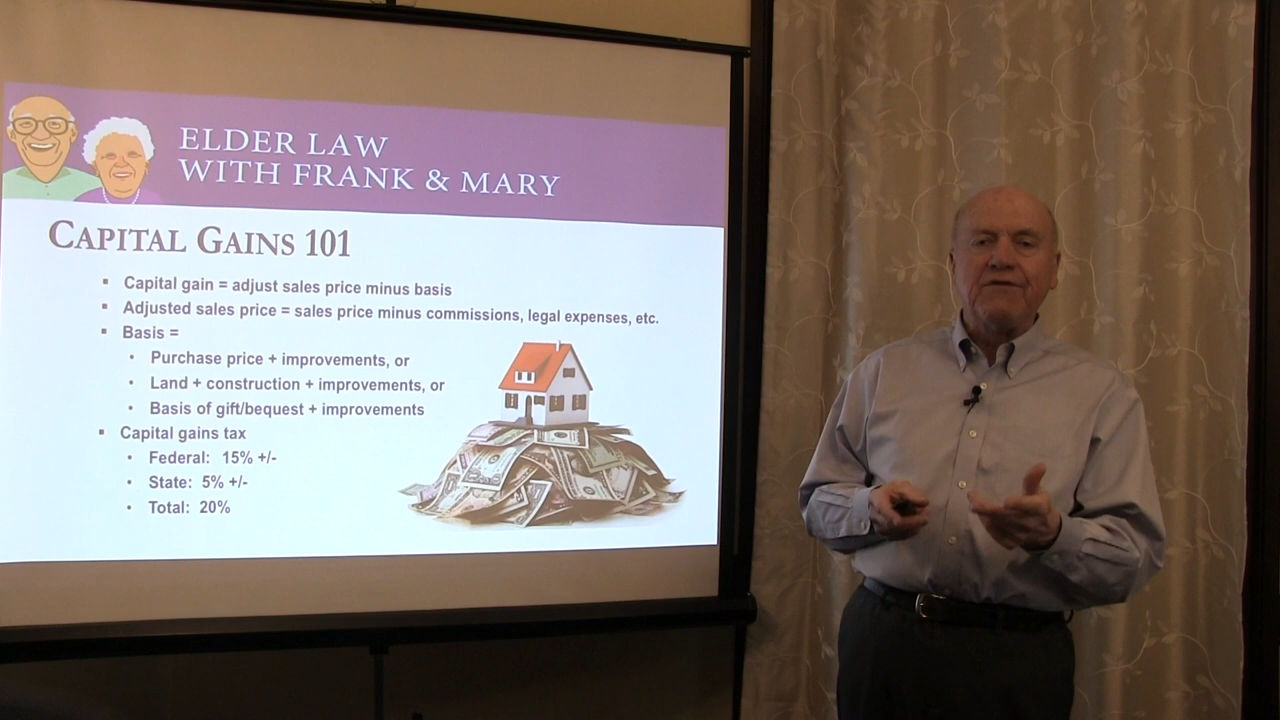 ELDER LAW
WITH FRANK & MARY
CAPITAL GAINS 101
▪ Capital gain = adjust sales price minus basis
▪ Adjusted sales price = sales price minus commissions, legal expenses, etc.
▪ Basis =
• Purchase price + improvements, or
• Land + construction + improvements, or
• Basis of gift/bequest + improvements
▪ Capital gains tax
• Federal: 15% +/-
• State: 5% +/-
• Total: 20%